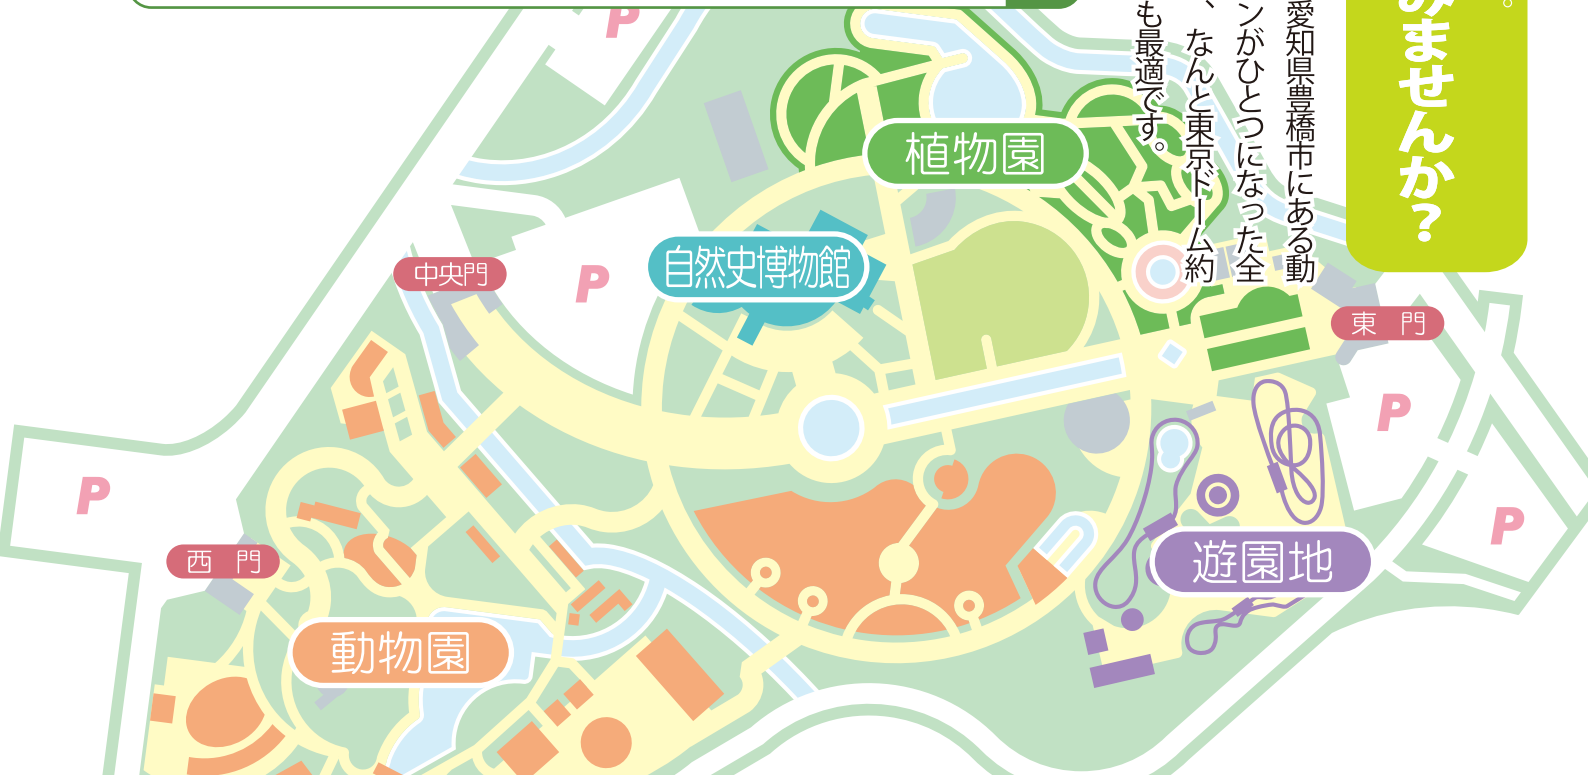 みませんか？
愛知県豊橋市にある動
ンがひとつになった全
、なんと東京ドーム約
も最適です。
P
植物園
自然史博物館
中央門
P
東 門
P
P
P
西 門
遊園地
動物園